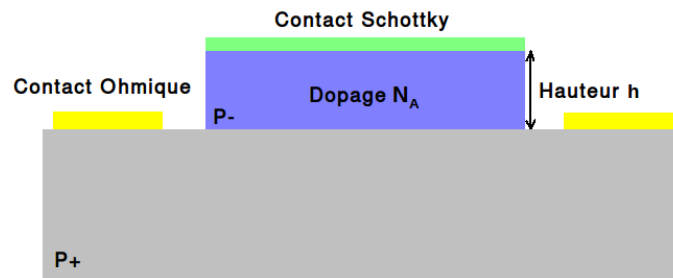 Contact Schottky
Contact Ohmique
Dopage N_A
Hauteur h
P-
P+